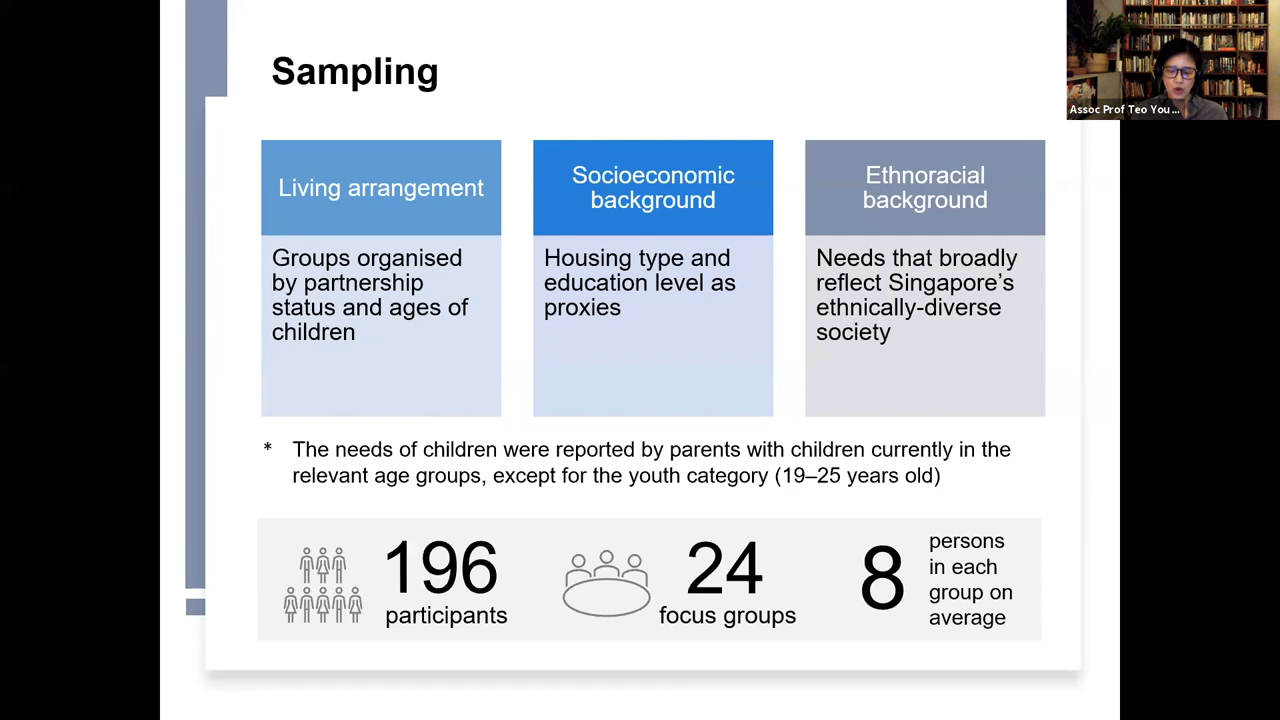 Sampling
Assoc Prof Teo You ...
Living arrangement
Groups organised
by partnership
status and ages of
children
Socioeconomic
background
Housing type and
education level as
proxies
Ethnoracial
background
Needs that broadly
reflect Singapore’s
ethnically-diverse
society
* The needs of children were reported by parents with children currently in the
relevant age groups, except for the youth category (19–25 years old)
196
participants
24
focus groups
8
persons
in each
group on
average